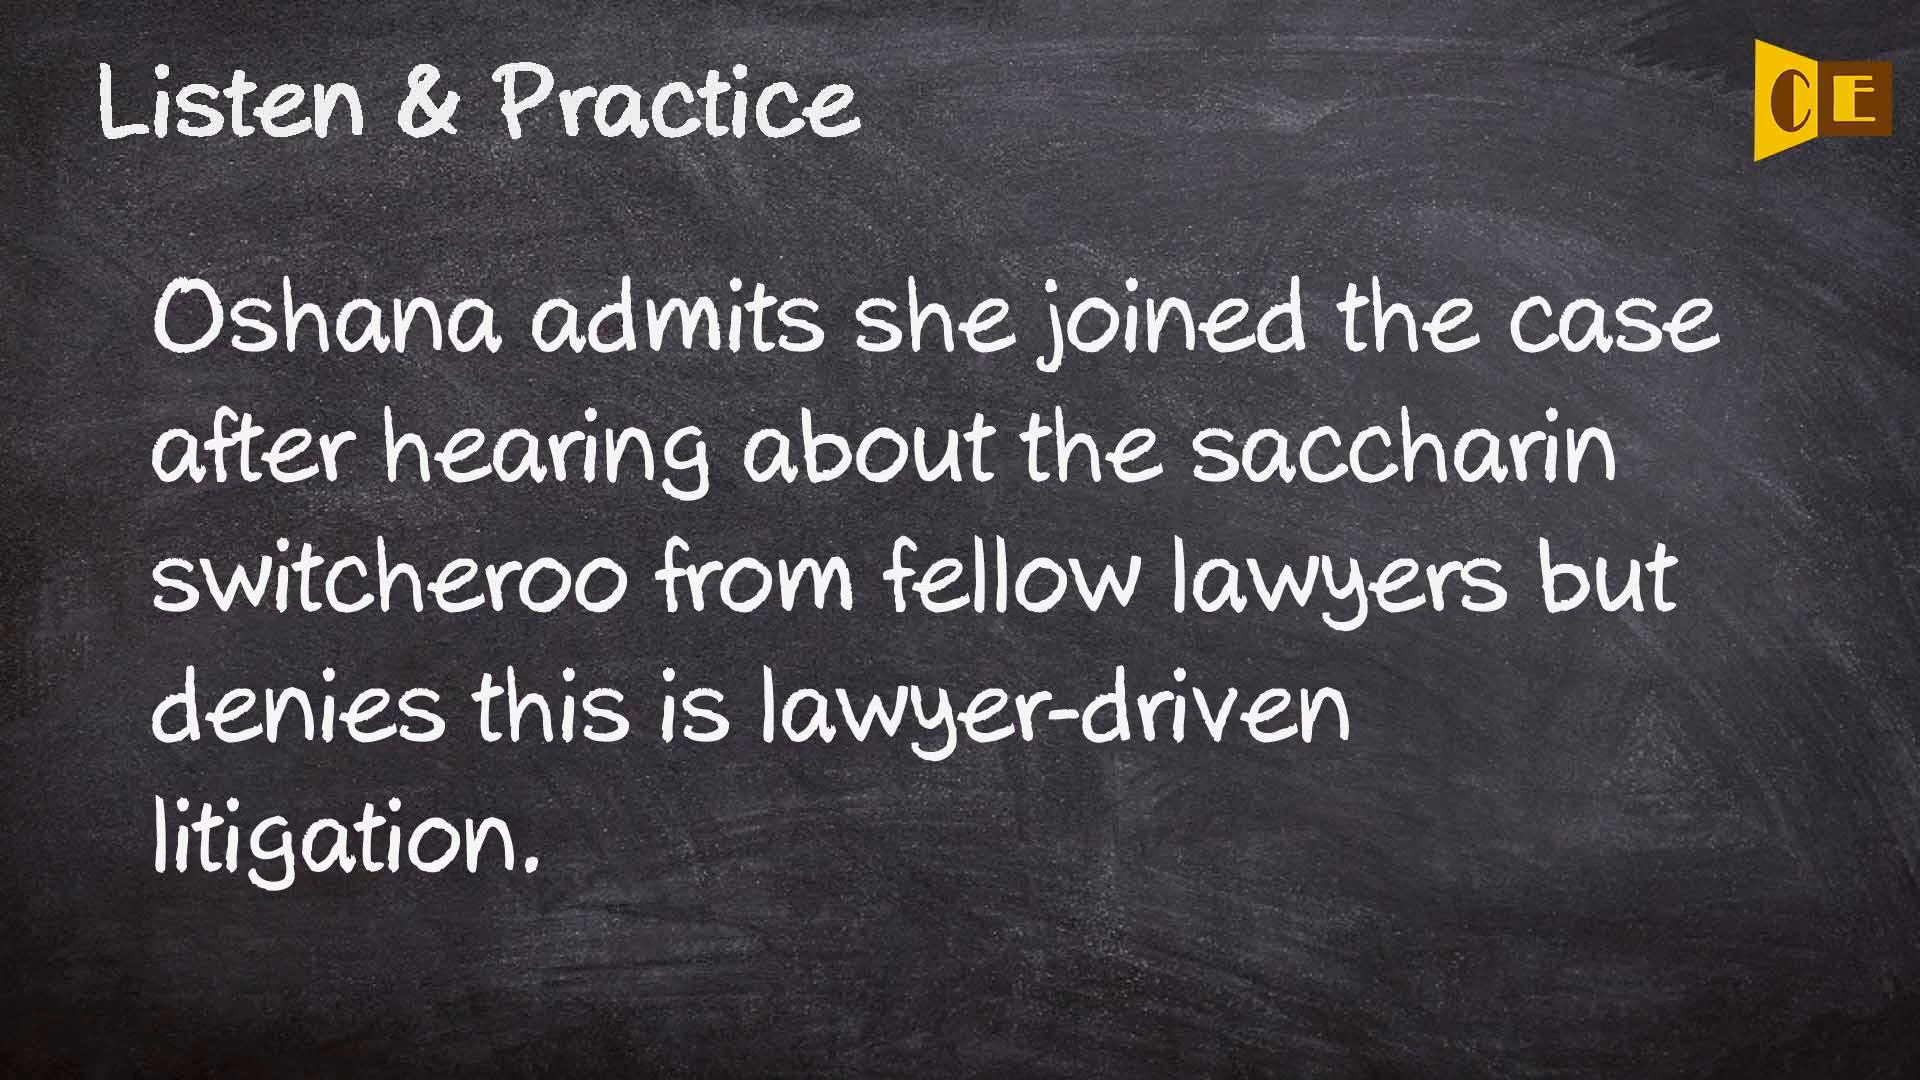 Listen & Practice
CE
Oshana admits she joined the case
after hearing about the saccharin
switcheroo from fellow lawyers but
denies this is lawyer-driven
litigation.